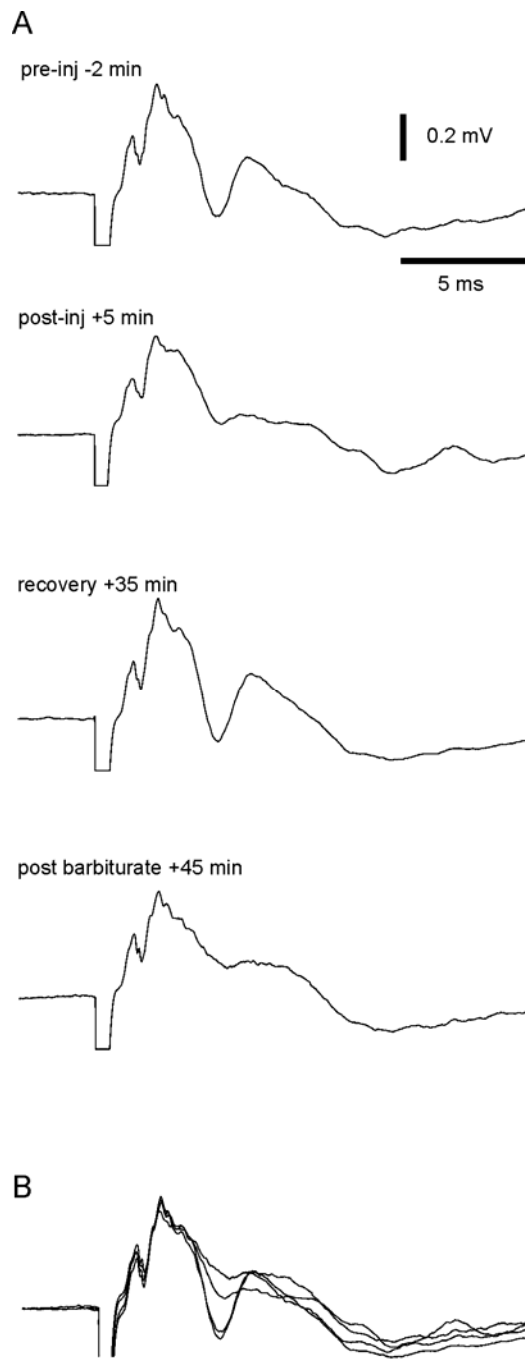 A
pre-inj -2 min
0.2 mV
5 ms
post-inj +5 min
recovery +35 min
post barbiturate +45 min
B